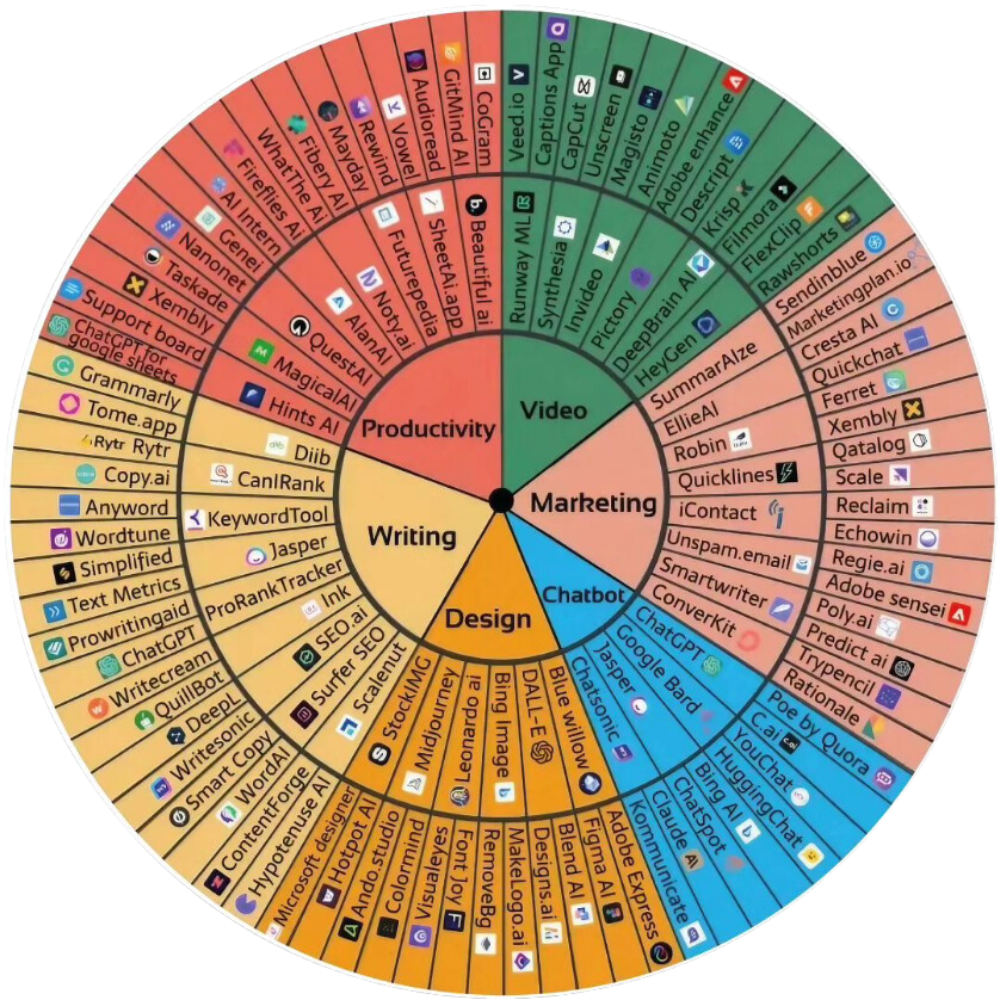 Productivity
Video
Marketing
Chatbot
Design
Writing
Runway ML
Synthesia
Invideo
Pictory
DeepBrain AI
HeyGen
SummarAIze
EllieAI
Robin
Quicklines
iContact
Unspam.email
Smartwriter
ConverKit
ChatGPT
Google Bard
Jasper
Chatsonic
Blue willow
DALL-E
Bing Image
Leonardo ai
Midjourney
StockIMG
Scalenut
Surfer SEO
SEO.ai
Ink
ProRankTracker
Jasper
KeywordTool
CanIRank
Diib
Hints AI
MagicalAI
QuestAI
AlanAI
Noty.ai
Futurepedia
SheetAi.app
Beautiful ai
Veed.io
Captions App
CapCut
Unscreen
Magisto
Animoto
Adobe enhance
Descript
Krisp
Filmora
FlexClip
Rawshorts
Sendinblue
Marketingplan.io
Cresta AI
Quickchat
Ferret
Xembly
Qatalog
Scale
Reclaim
Echowin
Regie.ai
Adobe sensei
Poly.ai
Predict ai
Trypencil
Rationale
Poe by Quora
C.ai
YouChat
HuggingChat
Bing AI
ChatSpot
Claude
Kommunicate
Adobe Express
Figma AI
Blend AI
Designs.ai
MakeLogo.ai
RemoveBg
Font Joy
Visualeyes
Colormind
Ando.studio
Hotpot AI
Microsoft designer
Hypotenuse AI
ContentForge
WordAI
Smart Copy
Writesonic
DeepL
QuillBot
Writecream
ChatGPT
Prowritingaid
Text Metrics
Simplified
Wordtune
Anyword
Copy.ai
Rytr Rytr
Tome.app
Grammarly
ChatGPT for
google sheets
Support board
Xembly
Taskade
Nanonet
Genei
AI Intern
Fireflies Ai
WhatThe Ai
Fibery AI
Mayday
Rewind
Vowel
Audioread
GitMind AI
CoGram